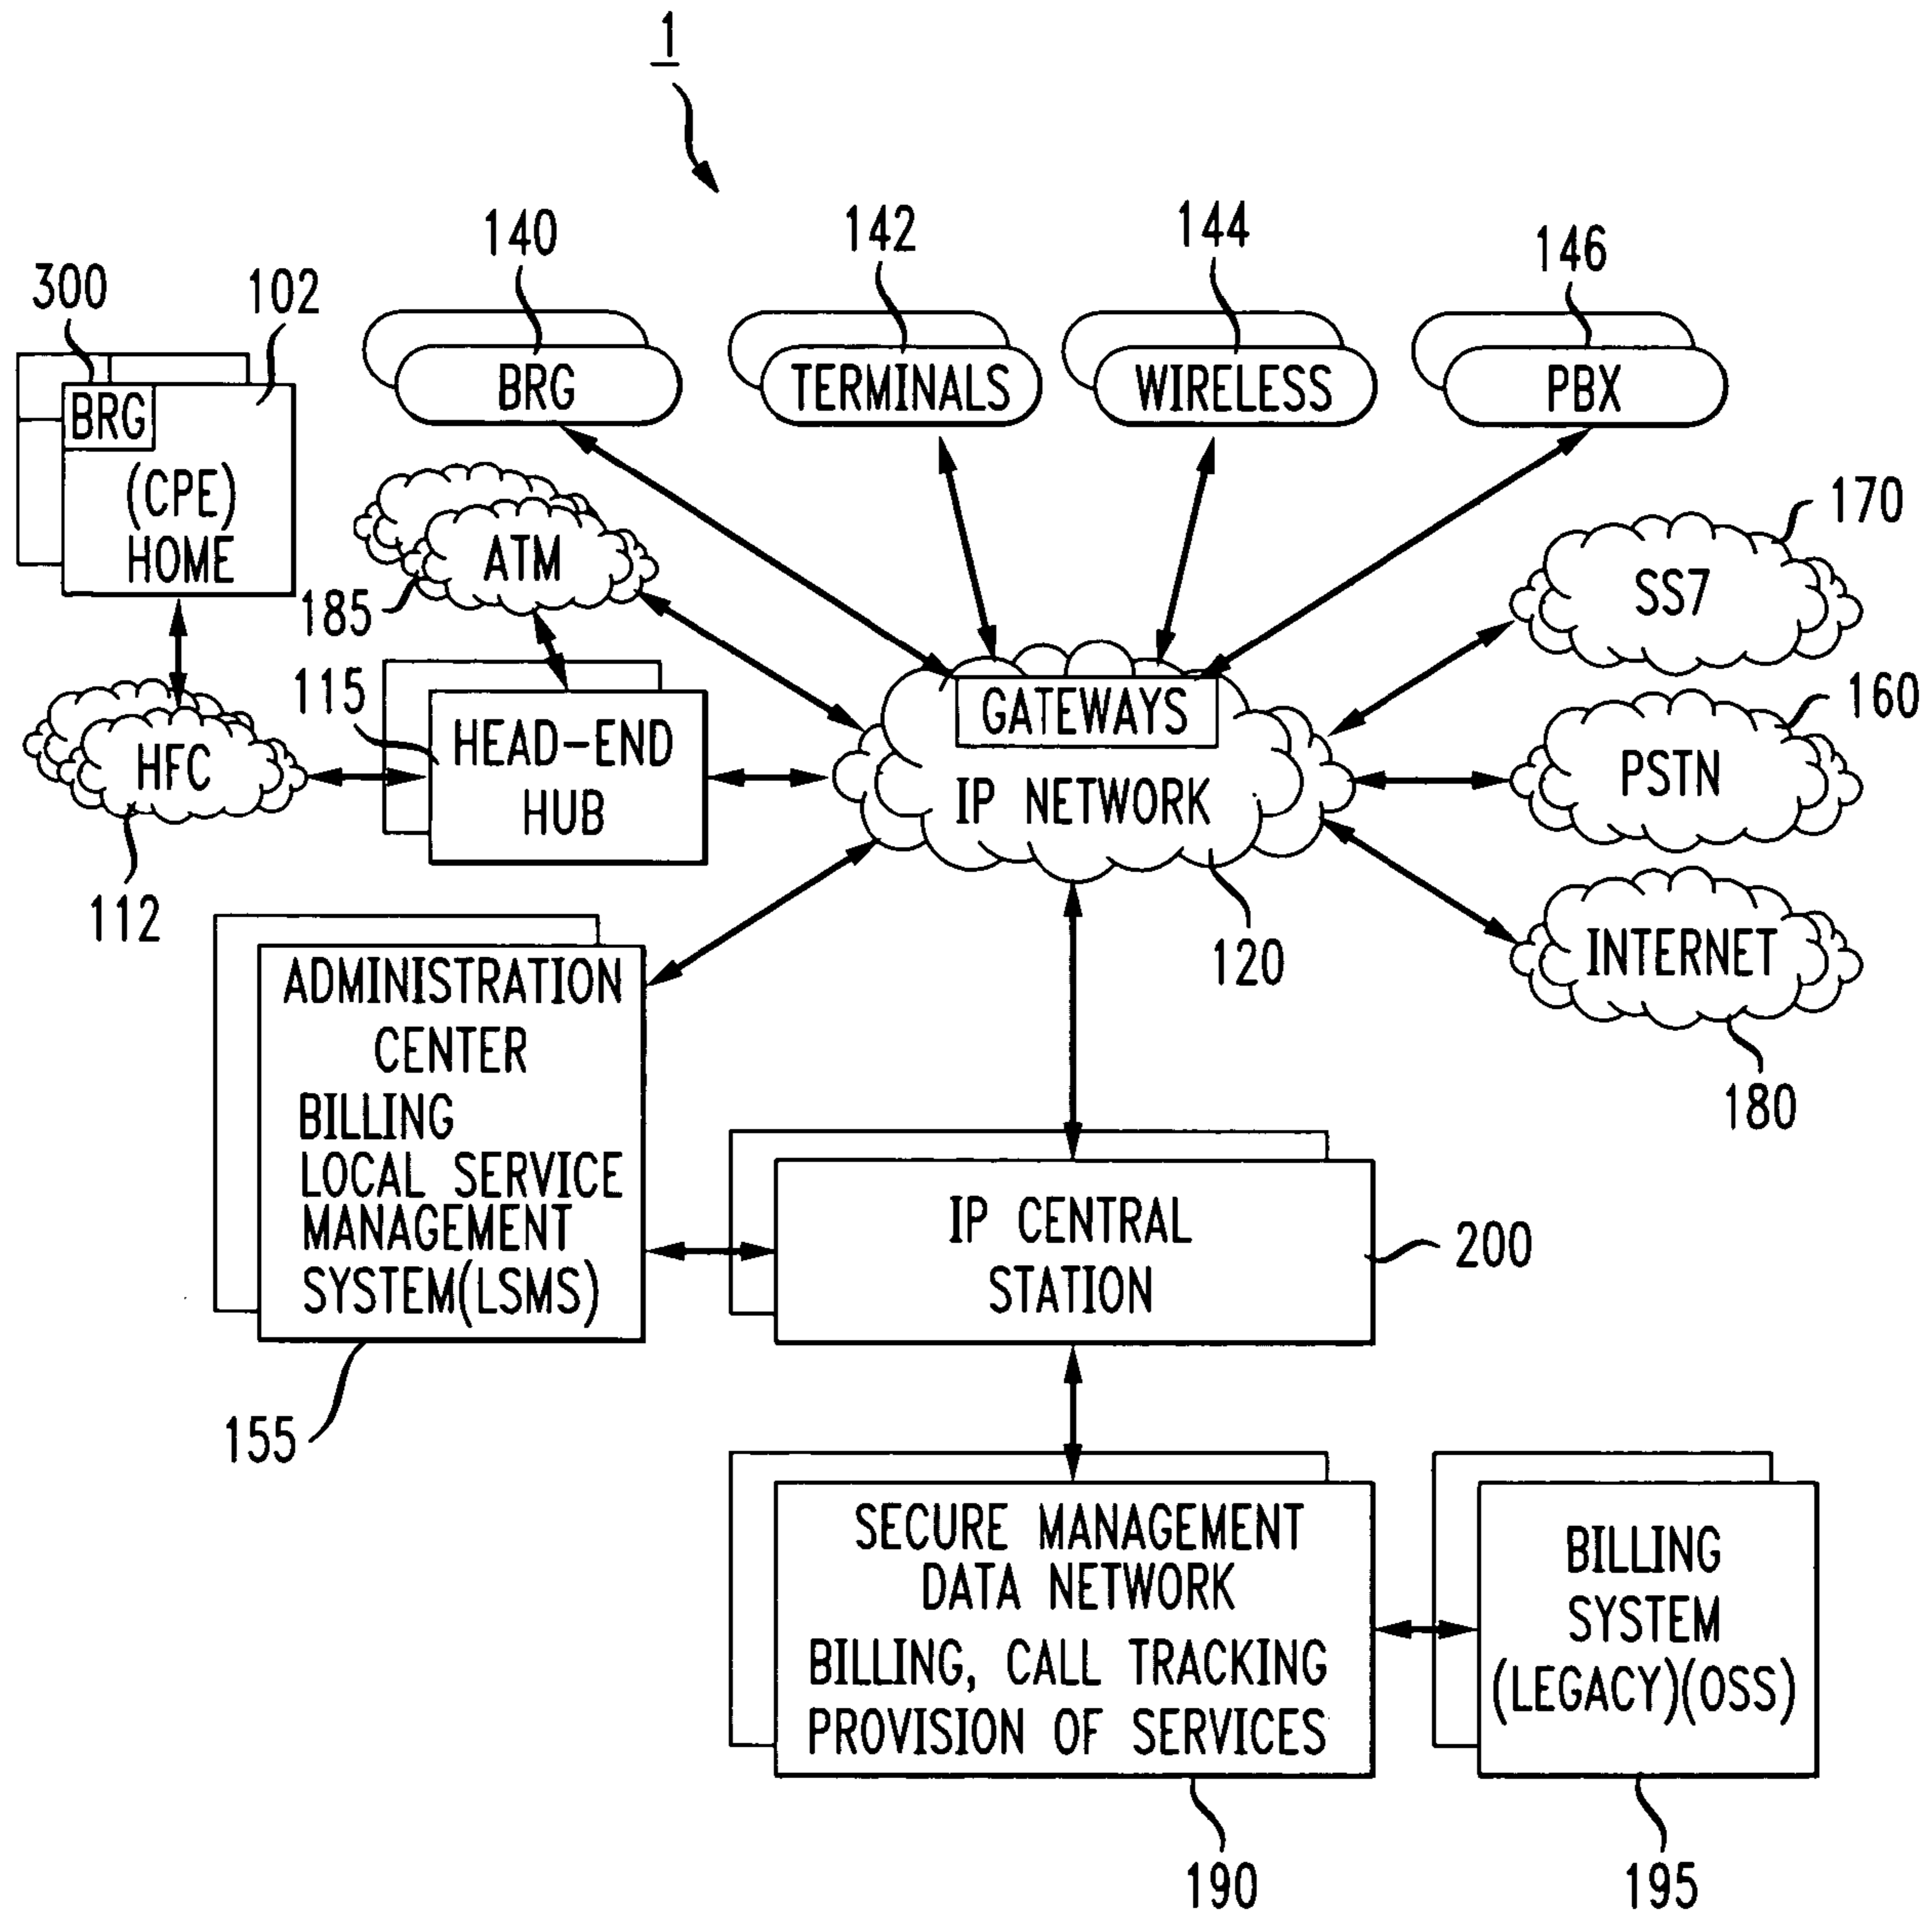 1
140
142
144
146
300
102
BRG
TERMINALS
WIRELESS
PBX
BRG
(CPE)
HOME
170
ATM
SS7
185
115
160
GATEWAYS
HEAD-END
HUB
HFC
IP NETWORK
PSTN
112
120
INTERNET
180
ADMINISTRATION
CENTER
BILLING
LOCAL SERVICE
MANAGEMENT
SYSTEM(LSMS)
IP CENTRAL
STATION
200
155
SECURE MANAGEMENT
DATA NETWORK
BILLING, CALL TRACKING
PROVISION OF SERVICES
BILLING
SYSTEM
(LEGACY)(OSS)
190
195